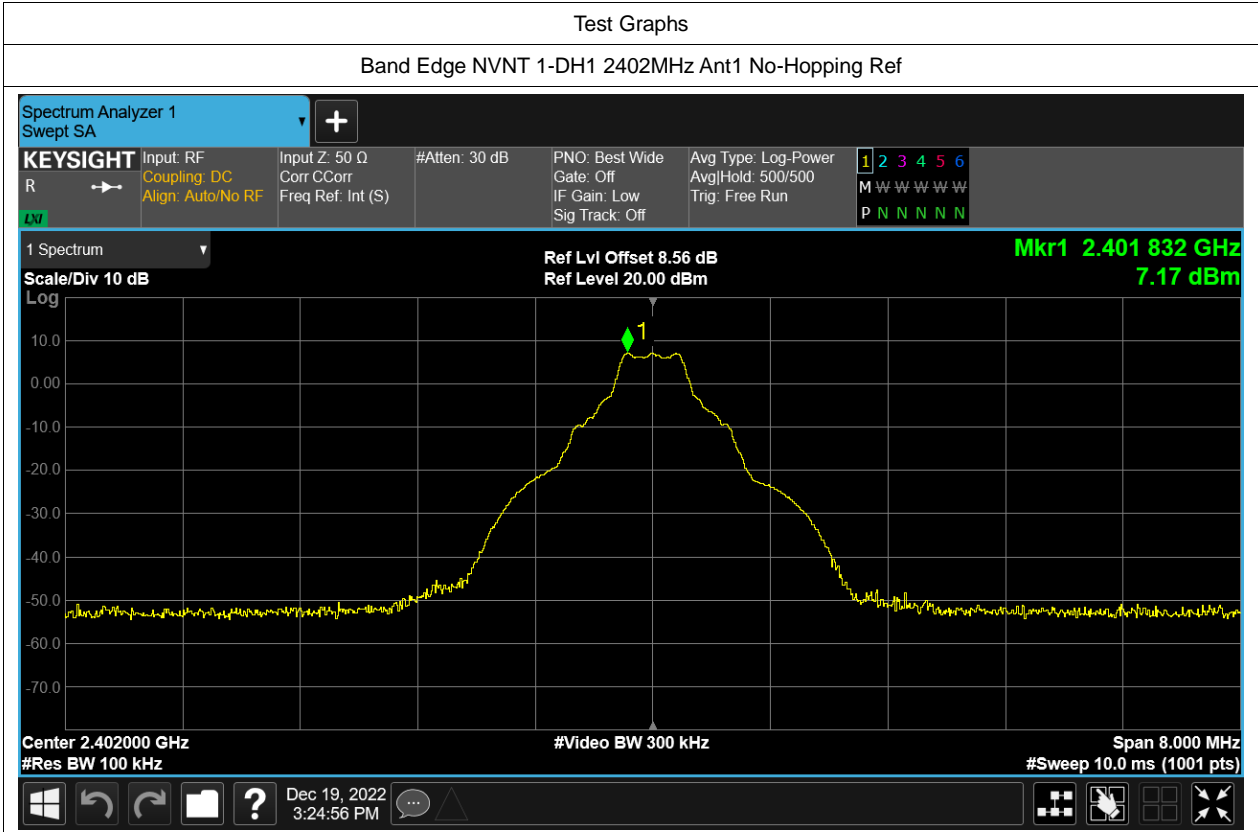 Test Graphs
Band Edge NVNT 1-DH1 2402MHz Ant1 No-Hopping Ref
Spectrum Analyzer 1
Swept SA
+
KEYSIGHT
R
LXI
Input: RF
Coupling: DC
Align: Auto/No RF
Input Z: 50 Ω
Corr CCorr
Freq Ref: Int (S)
#Atten: 30 dB
PNO: Best Wide
Gate: Off
IF Gain: Low
Sig Track: Off
Avg Type: Log-Power
Avg|Hold: 500/500
Trig: Free Run
1 2 3 4 5 6
M W W W W W W
P N N N N N
1 Spectrum
Scale/Div 10 dB
Ref Lvl Offset 8.56 dB
Ref Level 20.00 dBm
Mkr1 2.401 832 GHz
7.17 dBm
Log
1
10.0
0.00
-10.0
-20.0
-30.0
-40.0
-50.0
-60.0
-70.0
Center 2.402000 GHz
#Video BW 300 kHz
Span 8.000 MHz
#Res BW 100 kHz
#Sweep 10.0 ms (1001 pts)
?
Dec 19, 2022
3:24:56 PM